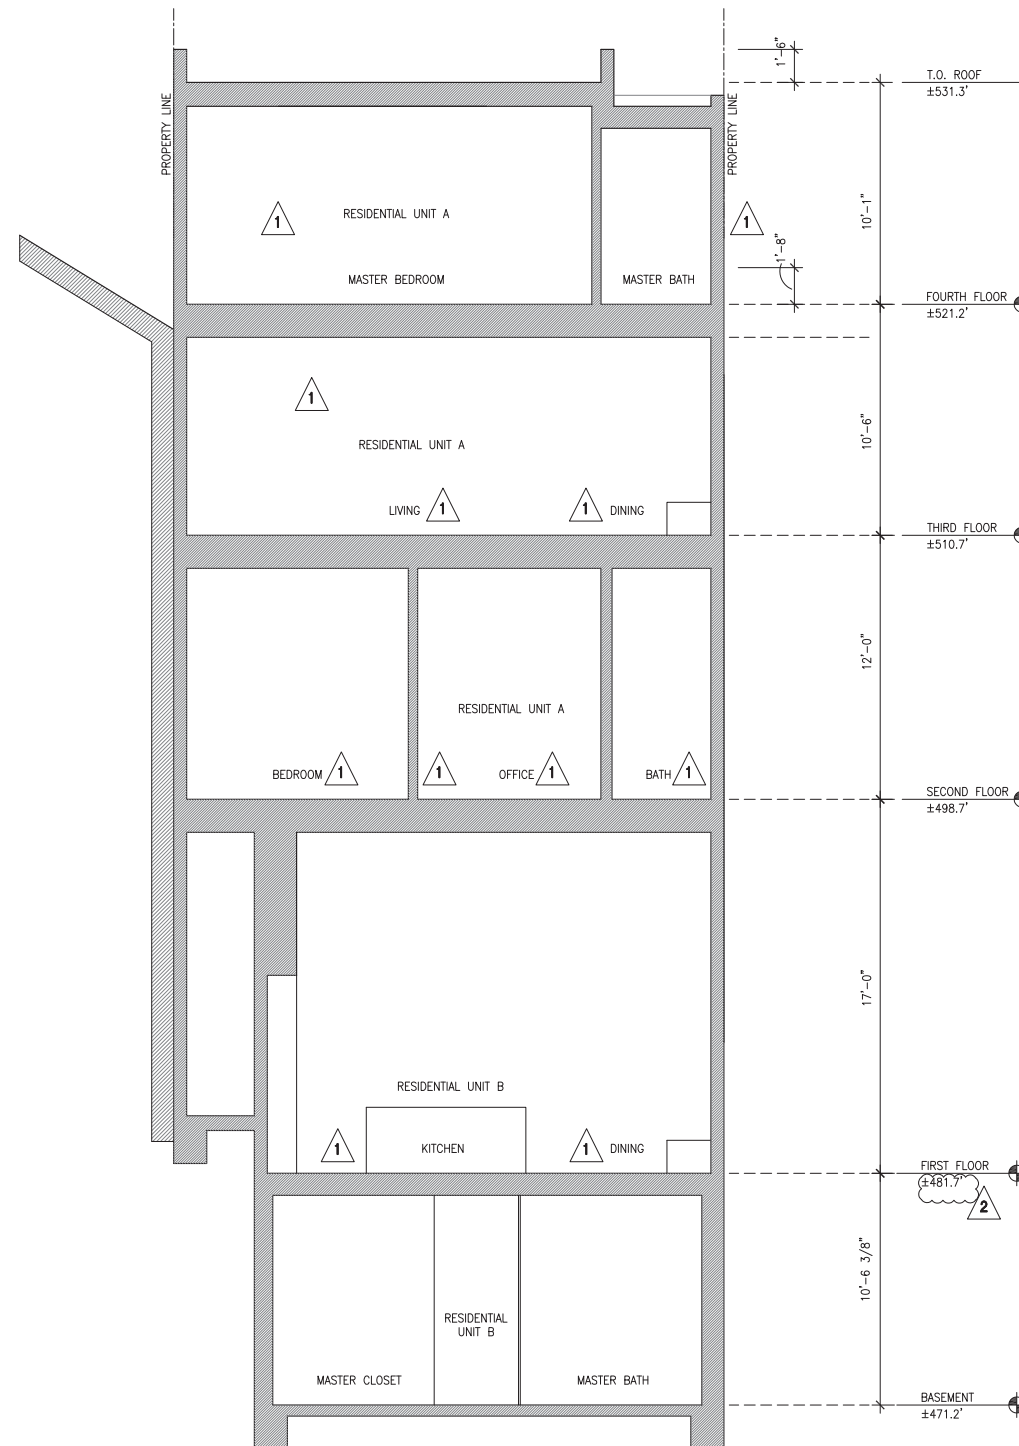 1'-6"
T.O. ROOF
±531.3'
PROPERTY LINE
PROPERTY LINE
1
RESIDENTIAL UNIT A
1
10'-1"
1'-8"
MASTER BEDROOM
MASTER BATH
FOURTH FLOOR
±521.2'
1
RESIDENTIAL UNIT A
10'-6"
LIVING
1
1
DINING
THIRD FLOOR
±510.7'
12'-0"
RESIDENTIAL UNIT A
BEDROOM
1
1
OFFICE
1
BATH
1
SECOND FLOOR
±498.7'
17'-0"
RESIDENTIAL UNIT B
1
KITCHEN
1
DINING
FIRST FLOOR
±481.7'
2
10'-6 3/8"
RESIDENTIAL
UNIT B
MASTER CLOSET
MASTER BATH
BASEMENT
±471.2'